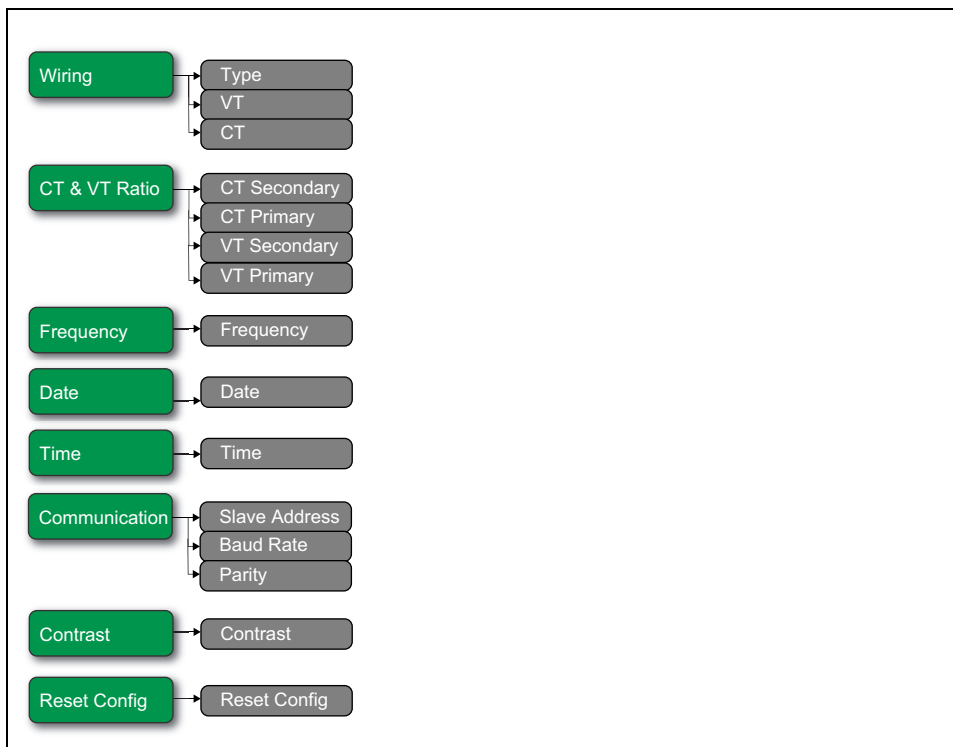 Wiring
Type
VT
CT
CT & VT Ratio
CT Secondary
CT Primary
VT Secondary
VT Primary
Frequency
Frequency
Date
Date
Time
Time
Communication
Slave Address
Baud Rate
Parity
Contrast
Contrast
Reset Config
Reset Config